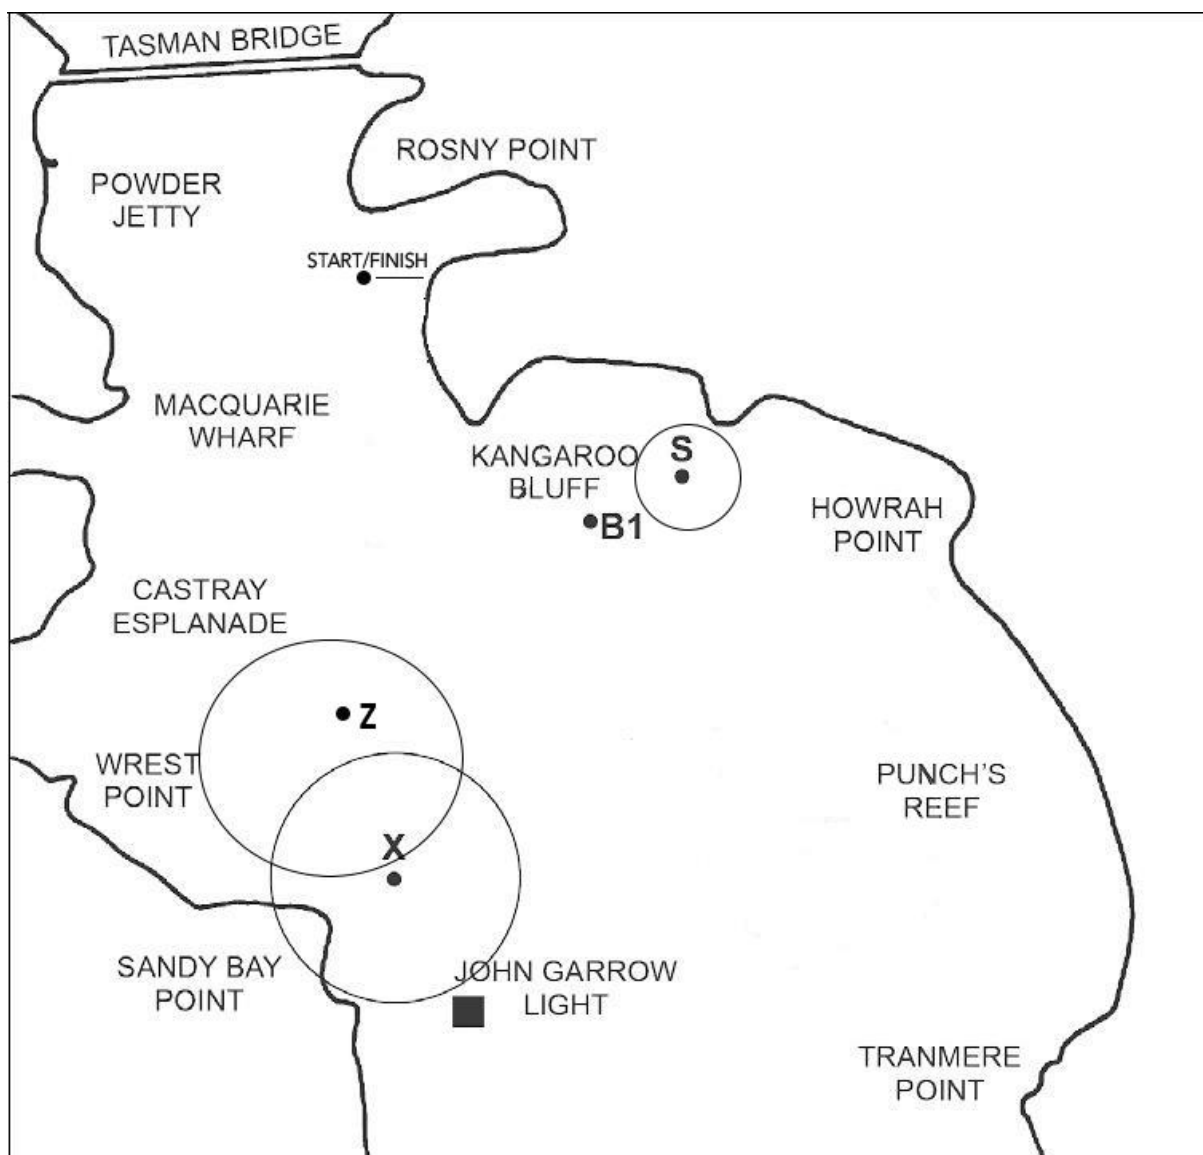 TASMAN BRIDGE
ROSNY POINT
POWDER
JETTY
START/FINISH
MACQUARIE
WHARF
KANGAROO
BLUFF
S
B1
HOWRAH
POINT
CASTRAY
ESPLANADE
Z
WREST
POINT
PUNCH'S
REEF
X
SANDY BAY
POINT
JOHN GARROW
LIGHT
TRANMERE
POINT